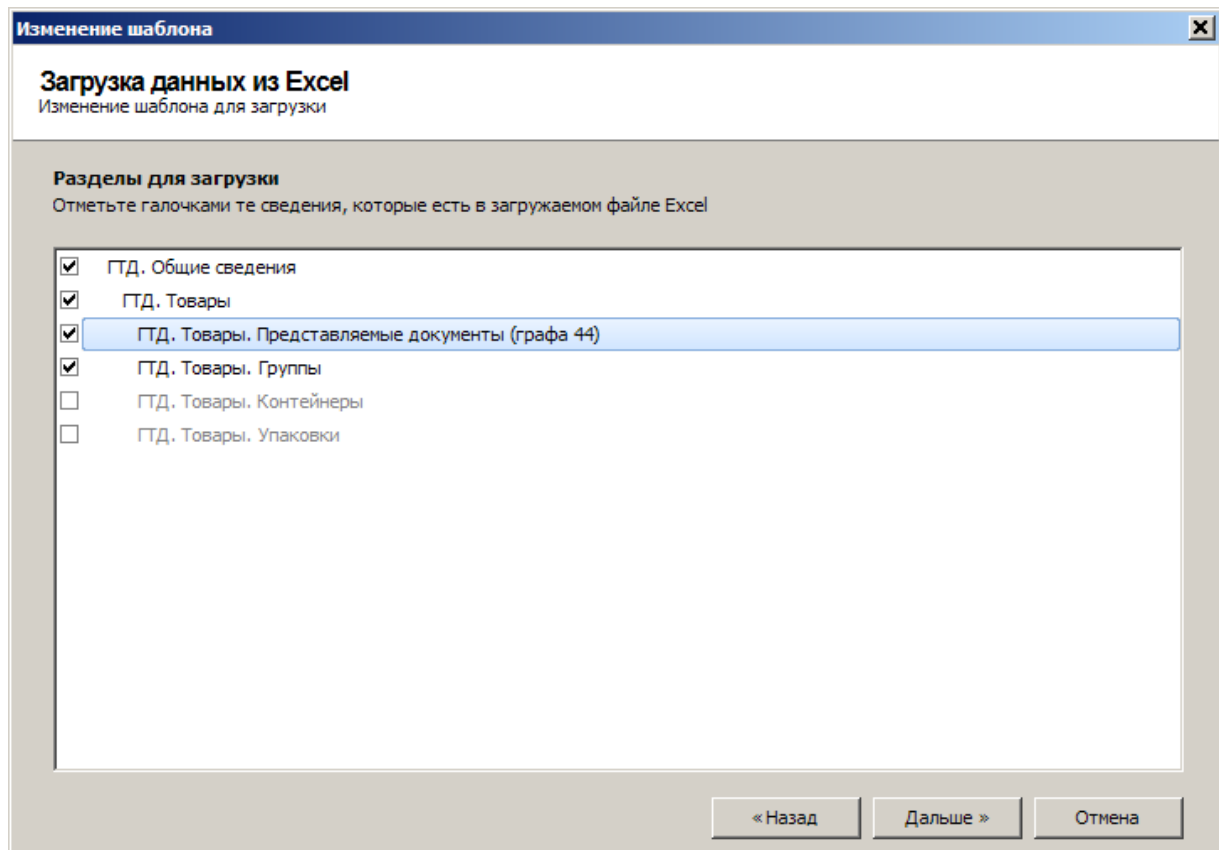 Изменение шаблона
Загрузка данных из Excel
Изменение шаблона для загрузки
Разделы для загрузки
Отметьте галочками те сведения, которые есть в загружаемом файле Excel
ГТД. Общие сведения
ГТД. Товары
ГТД. Товары. Представляемые документы (графа 44)
ГТД. Товары. Группы
ГТД. Товары. Контейнеры
ГТД. Товары. Упаковки
« Назад
Дальше »
Отмена